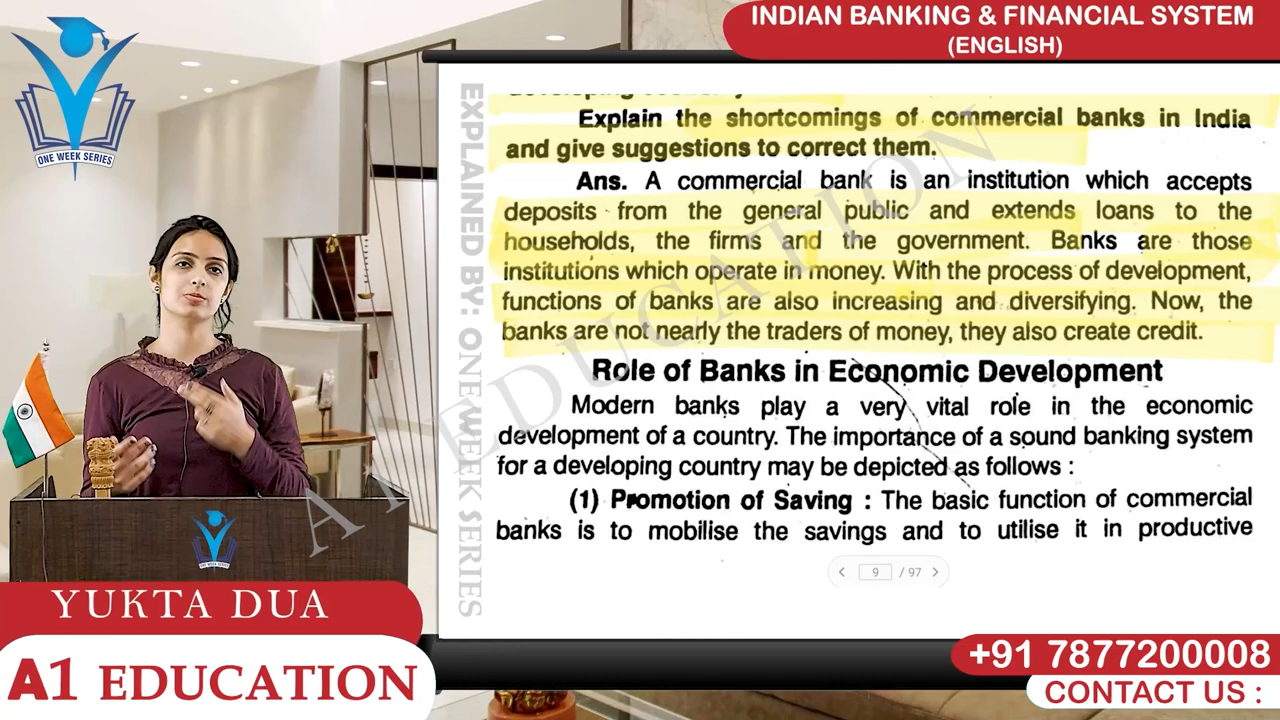 INDIAN BANKING & FINANCIAL SYSTEM
(ENGLISH)
ONE WEEK SERIES
Explain the shortcomings of commercial banks in India
and give suggestions to correct them.
Ans. A commercial bank is an institution which accepts
deposits from the general public and extends loans to the
households, the firms and the government. Banks are those
institutions which operate in money. With the process of development,
functions of banks are also increasing and diversifying. Now, the
banks are not nearly the traders of money, they also create credit.
Role of Banks in Economic Development
Modern banks play a very vital role in the economic
development of a country. The importance of a sound banking system
for a developing country may be depicted as follows :
(1) Promotion of Saving : The basic function of commercial
banks is to mobilise the savings and to utilise it in productive
9 / 97
EXPLAINED BY: ONE WEEK SERIES
A1 EDUCATION
ONE WEEK SERIES
YUKTA DUA
A1 EDUCATION
+91 7877200008
CONTACT US :